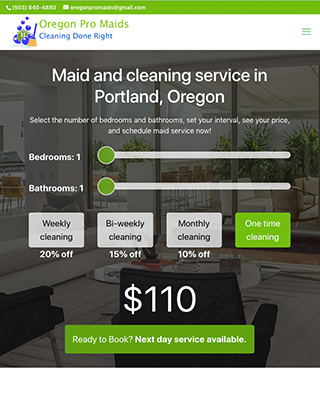 (503) 840-4880 oregonpromaids@gmail.com
Oregon Pro Maids
Cleaning Done Right
Maid and cleaning service in
Portland, Oregon
Select the number of bedrooms and bathrooms, set your interval, see your price,
and schedule maid service now!
Bedrooms: 1
Bathrooms: 1
Weekly cleaning
20% off
Bi-weekly cleaning
15% off
Monthly cleaning
10% off
One time cleaning
$110
Ready to Book? Next day service available.